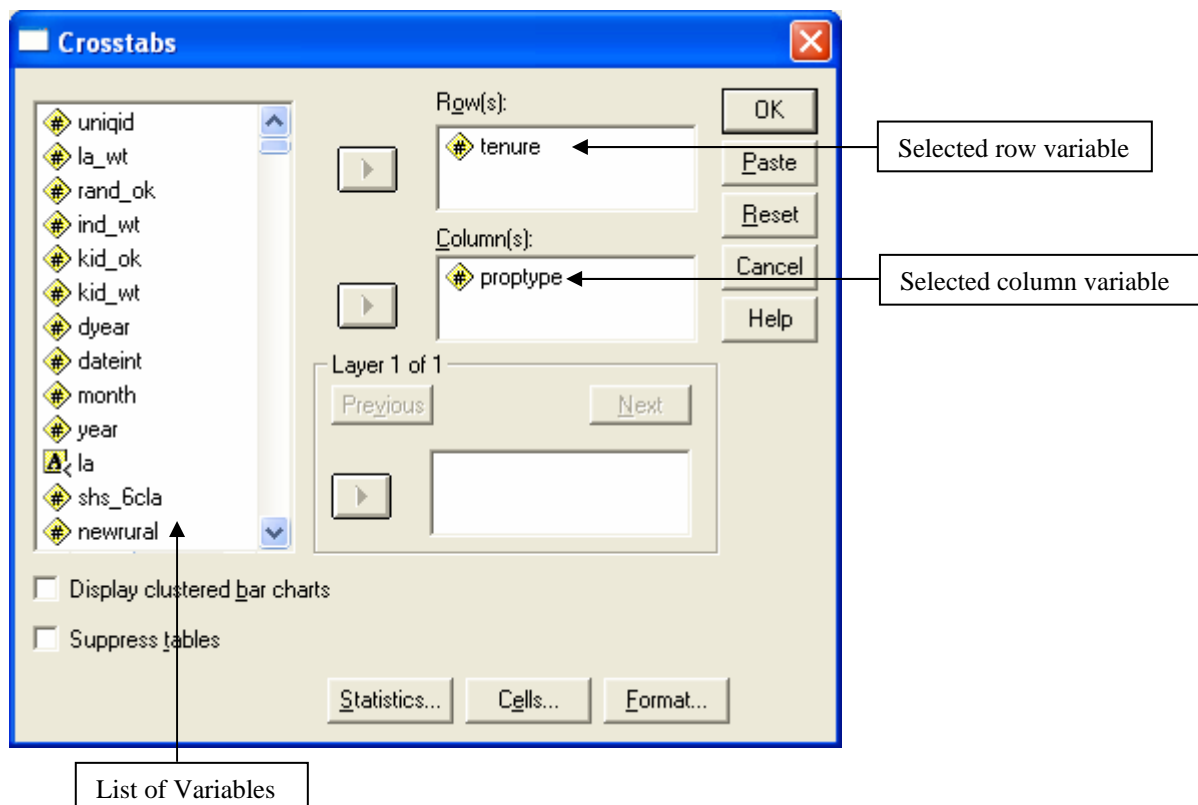 Crosstabs
uniqid
la_wt
rand_ok
ind_wt
kid_ok
kid_wt
dyear
dateint
month
year
la
shs_6cla
newrural
Row(s):
tenure
Column(s):
proptype
Layer 1 of 1
Previous
Next
OK
Paste
Reset
Cancel
Help
Selected row variable
Selected column variable
Display clustered bar charts
Suppress tables
Statistics...
Cells...
Format...
List of Variables